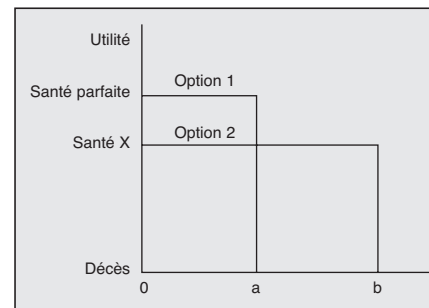 Utilité
Option 1
Santé parfaite
Option 2
Santé X
Décès
0 a b